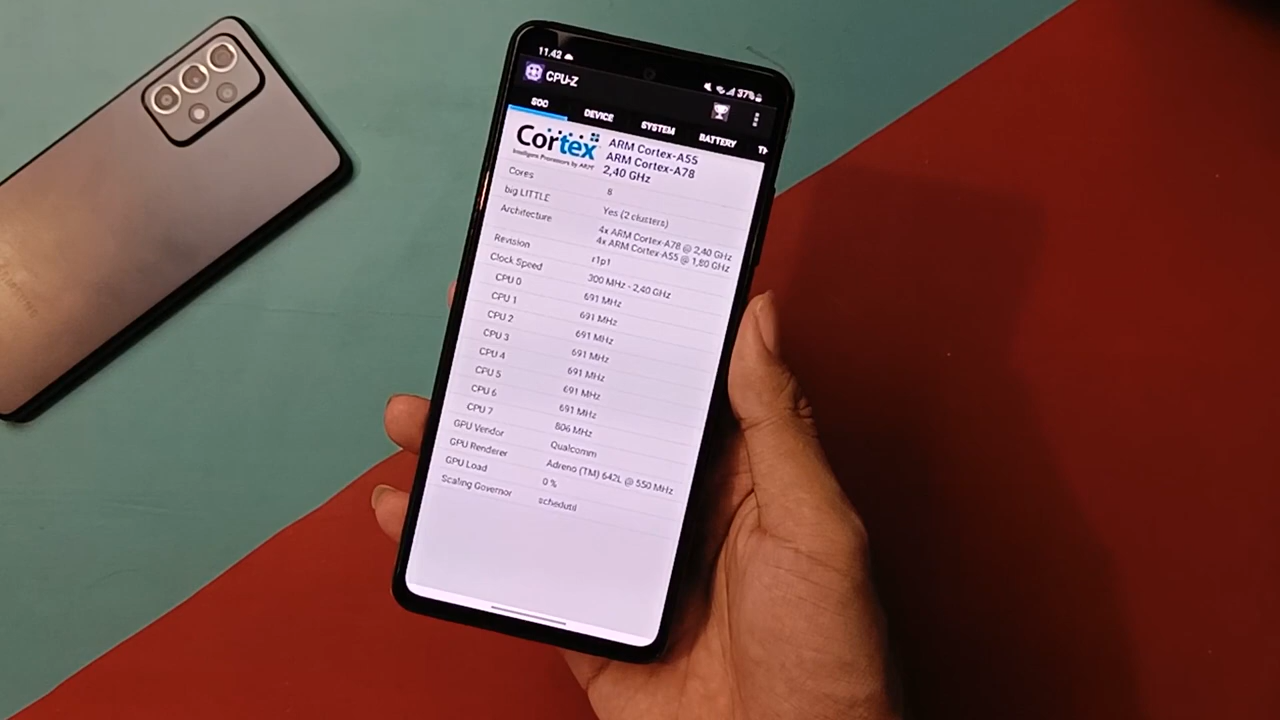 11.42
37%
CPU-Z
SOC DEVICE SYSTEM BATTERY TH
Cortex
Intelligent Processors by ARM
ARM Cortex-A55
ARM Cortex-A78
2,40 GHz
Cores 8
big.LITTLE Yes (2 clusters)
Architecture 4x ARM Cortex-A78 @ 2,40 GHz
4x ARM Cortex-A55 @ 1,80 GHz
Revision r1p1
Clock Speed 300 MHz - 2,40 GHz
CPU 0 691 MHz
CPU 1 691 MHz
CPU 2 691 MHz
CPU 3 691 MHz
CPU 4 691 MHz
CPU 5 691 MHz
CPU 6 691 MHz
CPU 7 806 MHz
GPU Vendor Qualcomm
GPU Renderer Adreno (TM) 642L @ 550 MHz
GPU Load 0 %
Scaling Governor schedutil